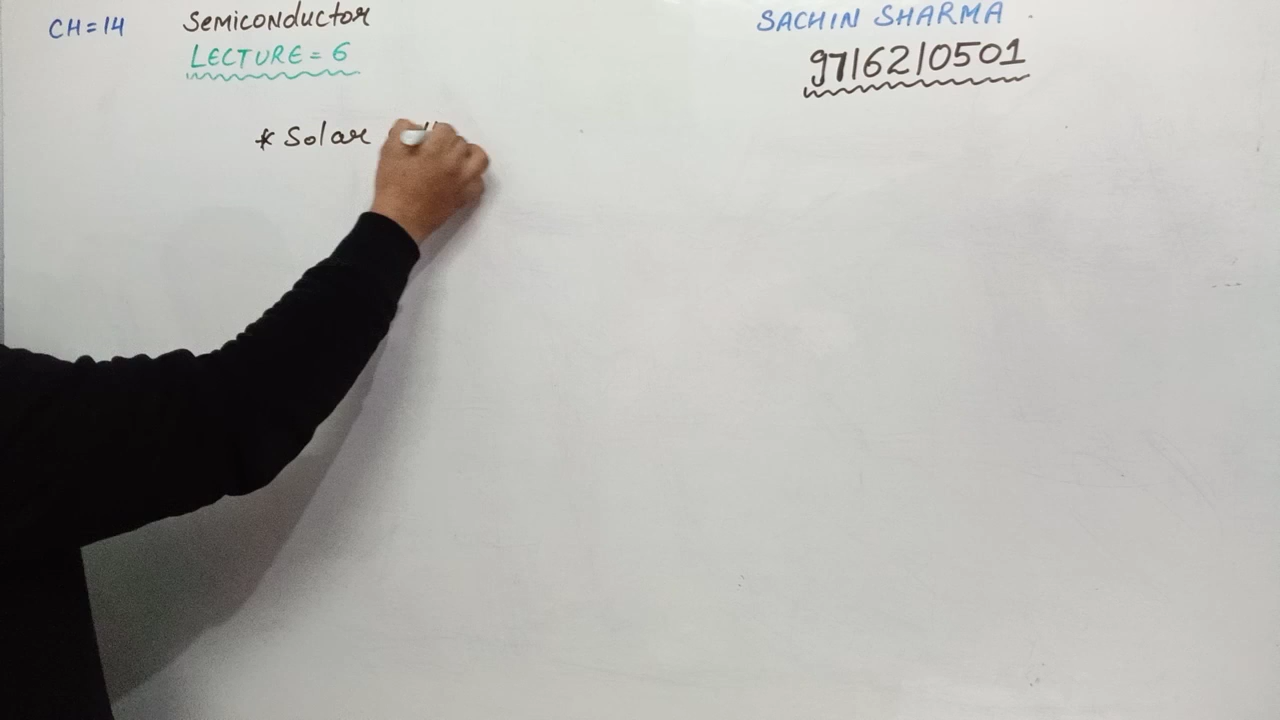 CH=14 Semiconductor
LECTURE = 6
SACHIN SHARMA
9716210501
* Solar